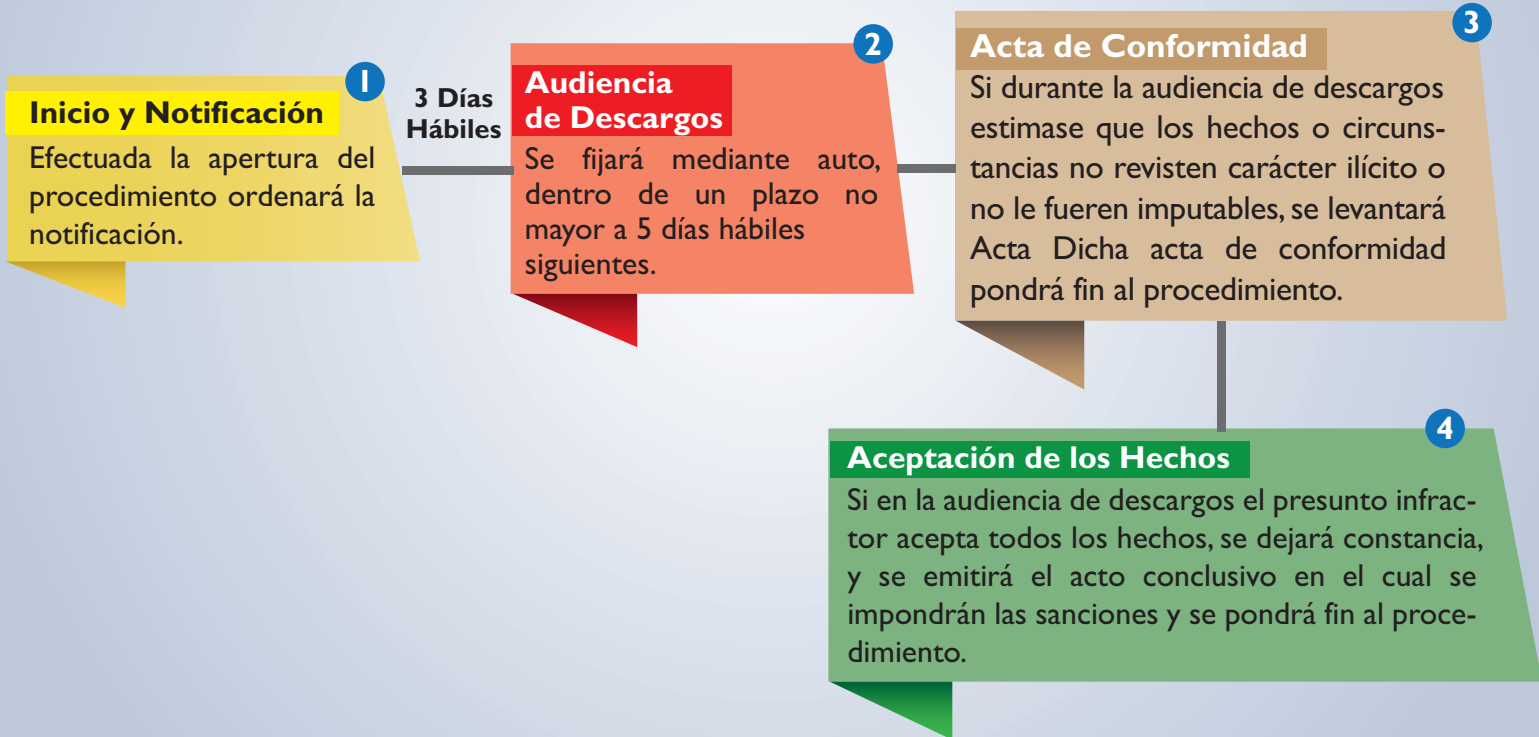 1
Inicio y Notificación
Efectuada la apertura del
procedimiento ordenará la
notificación.
3 Días
Hábiles
2
Audiencia
de Descargos
Se fijará mediante auto,
dentro de un plazo no
mayor a 5 días hábiles
siguientes.
3
Acta de Conformidad
Si durante la audiencia de descargos
estimase que los hechos o circuns-
tancias no revisten carácter ilícito o
no le fueren imputables, se levantará
Acta Dicha acta de conformidad
pondrá fin al procedimiento.
4
Aceptación de los Hechos
Si en la audiencia de descargos el presunto infrac-
tor acepta todos los hechos, se dejará constancia,
y se emitirá el acto conclusivo en el cual se
impondrán las sanciones y se pondrá fin al proce-
dimiento.